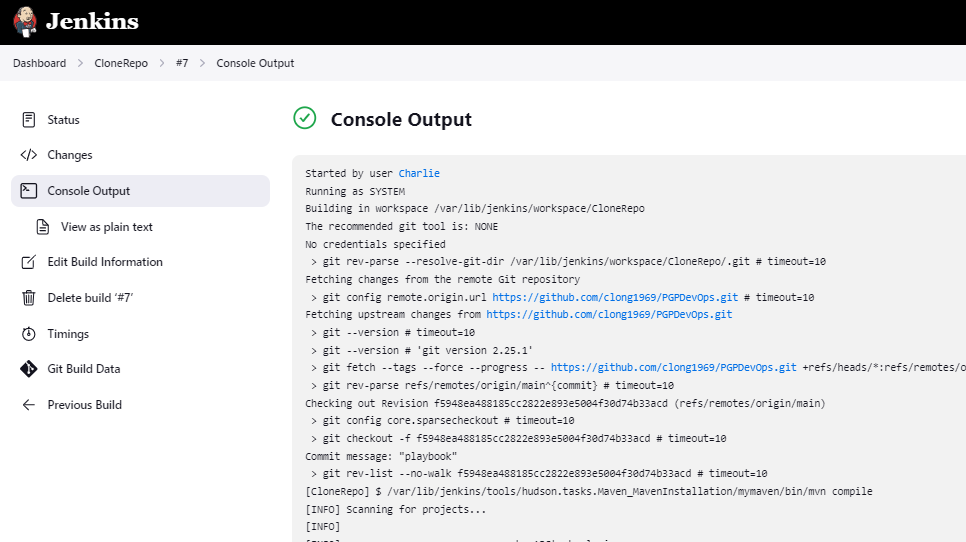 Jenkins
Dashboard > CloneRepo > #7 > Console Output
Status
Changes
Console Output
View as plain text
Edit Build Information
Delete build ‘#7’
Timings
Git Build Data
Previous Build
Console Output
Started by user Charlie
Running as SYSTEM
Building in workspace /var/lib/jenkins/workspace/CloneRepo
The recommended git tool is: NONE
No credentials specified
> git rev-parse --resolve-git-dir /var/lib/jenkins/workspace/CloneRepo/.git # timeout=10
Fetching changes from the remote Git repository
> git config remote.origin.url https://github.com/clong1969/PGPDevOps.git # timeout=10
Fetching upstream changes from https://github.com/clong1969/PGPDevOps.git
> git --version # timeout=10
> git --version # 'git version 2.25.1'
> git fetch --tags --force --progress -- https://github.com/clong1969/PGPDevOps.git +refs/heads/*:refs/remotes/o
> git rev-parse refs/remotes/origin/main^{commit} # timeout=10
Checking out Revision f5948ea488185cc2822e893e5004f30d74b33acd (refs/remotes/origin/main)
> git config core.sparsecheckout # timeout=10
> git checkout -f f5948ea488185cc2822e893e5004f30d74b33acd # timeout=10
Commit message: "playbook"
> git rev-list --no-walk f5948ea488185cc2822e893e5004f30d74b33acd # timeout=10
[CloneRepo] $ /var/lib/jenkins/tools/hudson.tasks.Maven_MavenInstallation/mymaven/bin/mvn compile
[INFO] Scanning for projects...
[INFO]